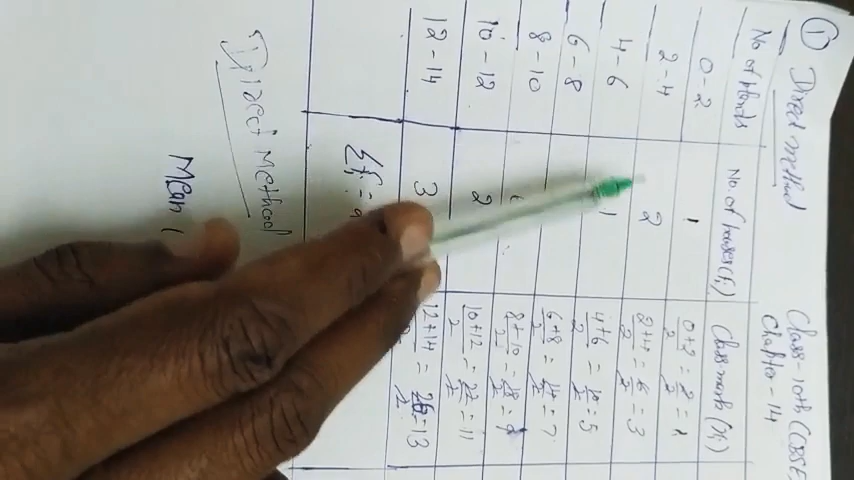 ① Direct method Class-10th (CBSE
Chapter-14
No. of Plants No. of houses (fi) Class mark (xi)
0-2 1 0+2/2 = 2/2 = 1
2-4 2 2+4/2 = 6/2 = 3
4-6 1 4+6/2 = 10/2 = 5
6-8 6+8/2 = 14/2 = 7
8-10 8+10/2 = 18/2 = 9
10-12 2 10+12/2 = 22/2 = 11
12-14 3 12+14 = 26/2 = 13
Σfi =
Direct Method
Mean